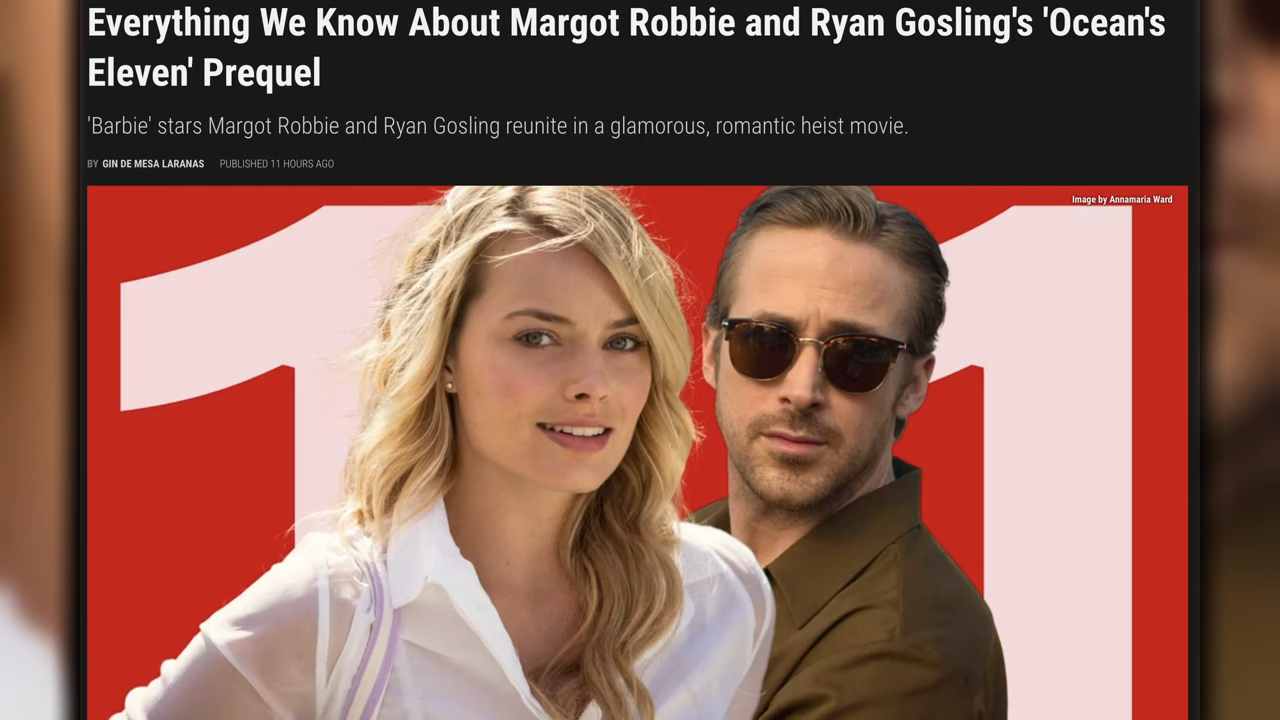 Everything We Know About Margot Robbie and Ryan Gosling's 'Ocean's
Eleven' Prequel
'Barbie' stars Margot Robbie and Ryan Gosling reunite in a glamorous, romantic heist movie.
BY GIN DE MESA LARANAS PUBLISHED 11 HOURS AGO
Image by Annamaria Ward
11